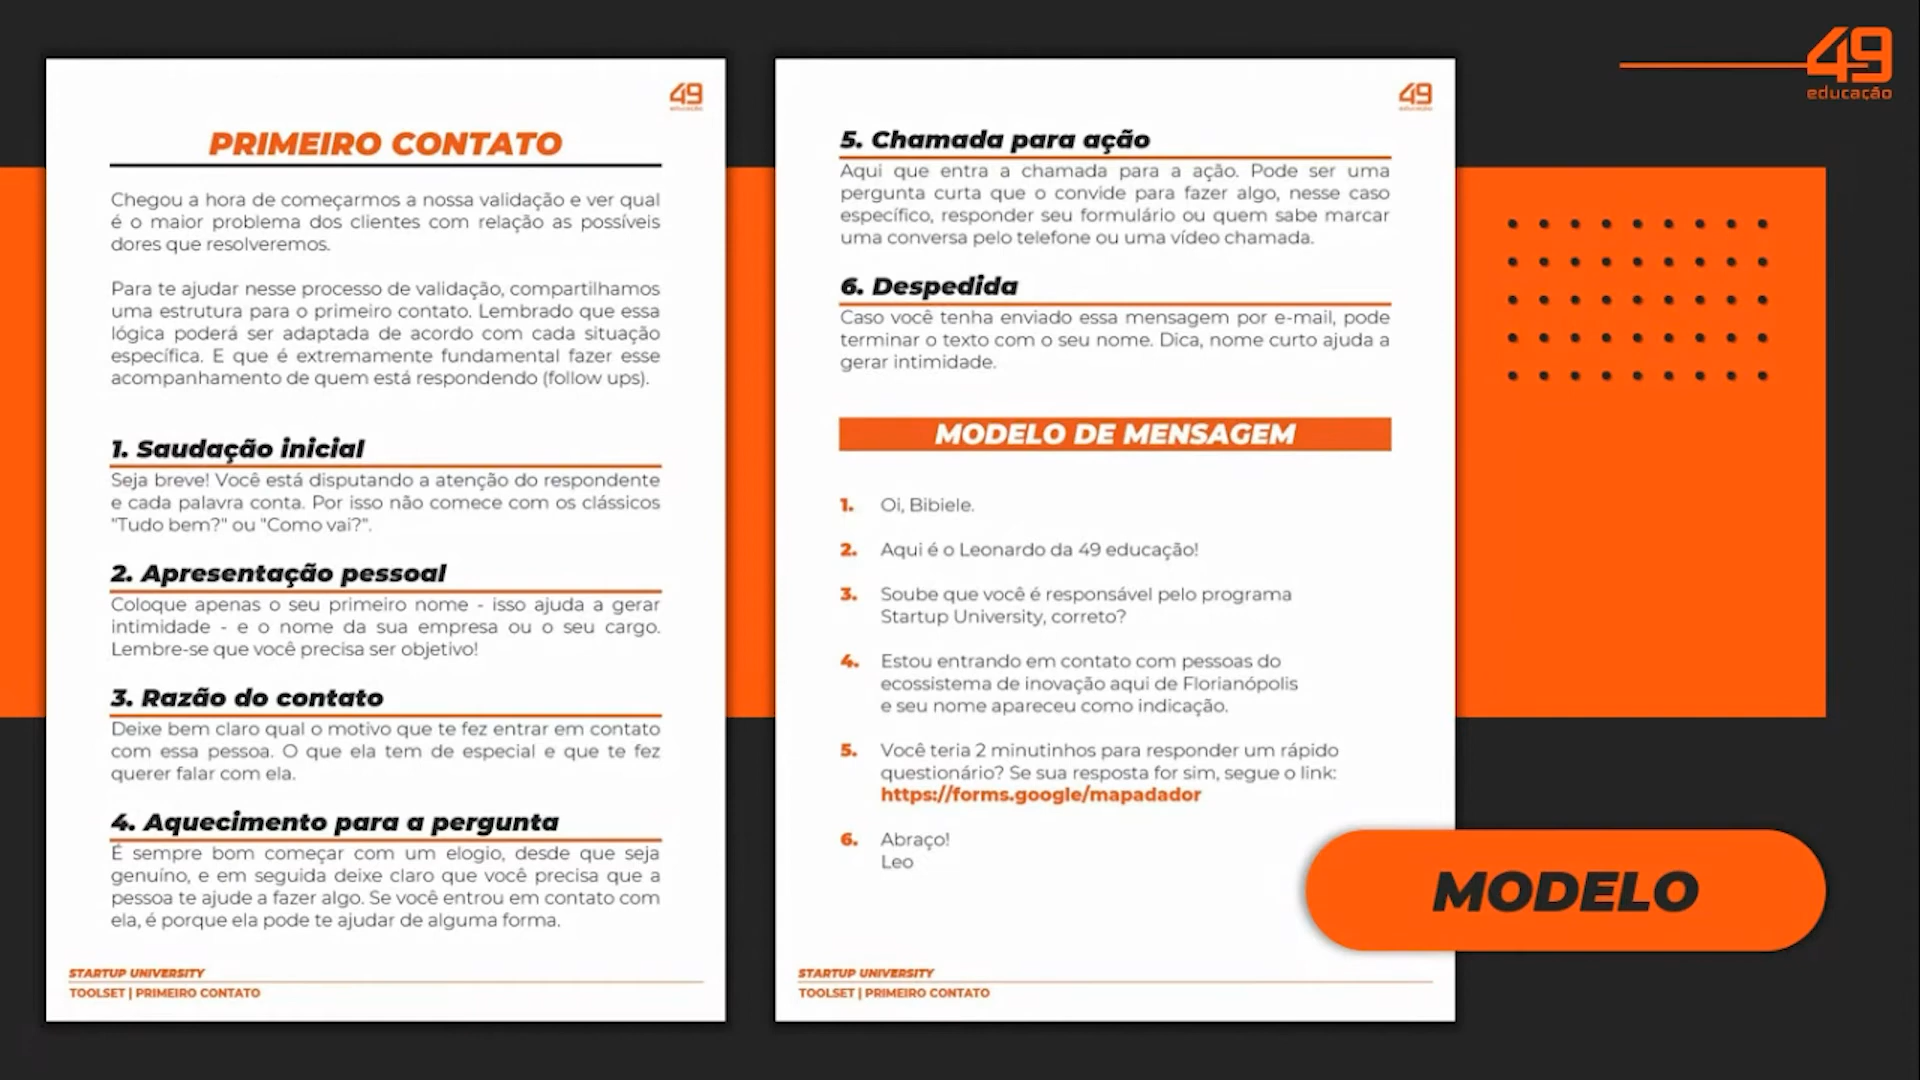 49
educação
49
educação
PRIMEIRO CONTATO
Chegou a hora de começarmos a nossa validação e ver qual
é o maior problema dos clientes com relação as possíveis
dores que resolveremos.
Para te ajudar nesse processo de validação, compartilhamos
uma estrutura para o primeiro contato. Lembrado que essa
lógica poderá ser adaptada de acordo com cada situação
específica. E que é extremamente fundamental fazer esse
acompanhamento de quem está respondendo (follow ups).
1. Saudação inicial
Seja breve! Você está disputando a atenção do respondente
e cada palavra conta. Por isso não comece com os clássicos
"Tudo bem?" ou "Como vai?".
2. Apresentação pessoal
Coloque apenas o seu primeiro nome - isso ajuda a gerar
intimidade - e o nome da sua empresa ou o seu cargo.
Lembre-se que você precisa ser objetivo!
3. Razão do contato
Deixe bem claro qual o motivo que te fez entrar em contato
com essa pessoa. O que ela tem de especial e que te fez
querer falar com ela.
4. Aquecimento para a pergunta
É sempre bom começar com um elogio, desde que seja
genuíno, e em seguida deixe claro que você precisa que a
pessoa te ajude a fazer algo. Se você entrou em contato com
ela, é porque ela pode te ajudar de alguma forma.
STARTUP UNIVERSITY
TOOLSET | PRIMEIRO CONTATO
49
educação
5. Chamada para ação
Aqui que entra a chamada para a ação. Pode ser uma
pergunta curta que o convide para fazer algo, nesse caso
específico, responder seu formulário ou quem sabe marcar
uma conversa pelo telefone ou uma vídeo chamada.
6. Despedida
Caso você tenha enviado essa mensagem por e-mail, pode
terminar o texto com o seu nome. Dica, nome curto ajuda a
gerar intimidade.
MODELO DE MENSAGEM
1. Oi, Bibiele.
2. Aqui é o Leonardo da 49 educação!
3. Soube que você é responsável pelo programa
Startup University, correto?
4. Estou entrando em contato com pessoas do
ecossistema de inovação aqui de Florianópolis
e seu nome apareceu como indicação.
5. Você teria 2 minutinhos para responder um rápido
questionário? Se sua resposta for sim, segue o link:
https://forms.google/mapadador
6. Abraço!
Leo
STARTUP UNIVERSITY
TOOLSET | PRIMEIRO CONTATO
MODELO